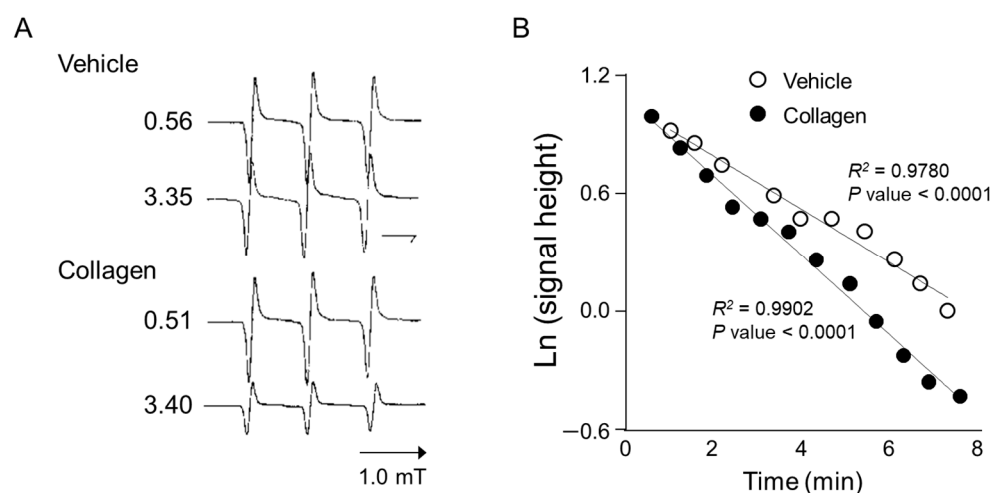 A
Vehicle
0.56
3.35
Collagen
0.51
3.40
1.0 mT
B
Ln (signal height)
1.2
0.6
0.0
−0.6
Vehicle
Collagen
R² = 0.9780
P value < 0.0001
R² = 0.9902
P value < 0.0001
0 2 4 6 8
Time (min)